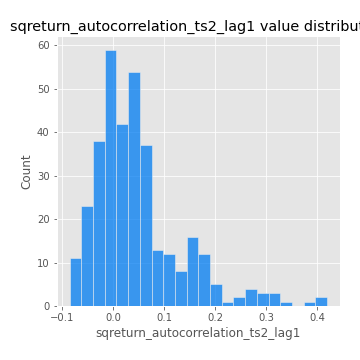 sqreturn_autocorrelation_ts2_lag1 value distribut
60
50
40
30
20
10
0
Count
−0.1 0.0 0.1 0.2 0.3 0.4
sqreturn_autocorrelation_ts2_lag1